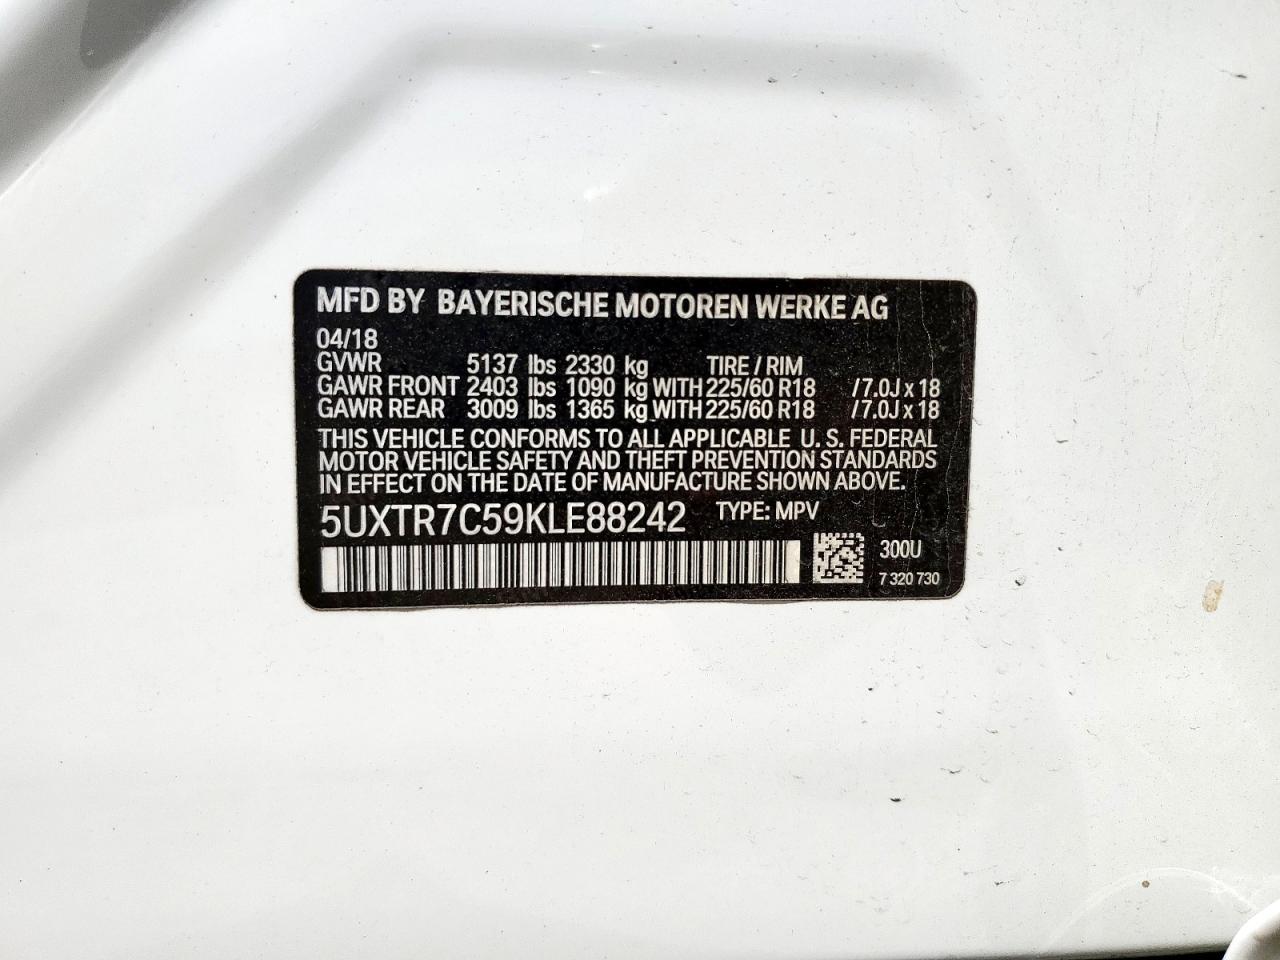 MFD BY BAYERISCHE MOTOREN WERKE AG
04/18
GVWR 5137 lbs 2330 kg TIRE / RIM
GAWR FRONT 2403 lbs 1090 kg WITH 225/60 R18 / 7.0J x 18
GAWR REAR 3009 lbs 1365 kg WITH 225/60 R18 / 7.0J x 18
THIS VEHICLE CONFORMS TO ALL APPLICABLE U. S. FEDERAL
MOTOR VEHICLE SAFETY AND THEFT PREVENTION STANDARDS
IN EFFECT ON THE DATE OF MANUFACTURE SHOWN ABOVE.
5UXTR7C59KLE88242 TYPE: MPV
300U
7 320 730